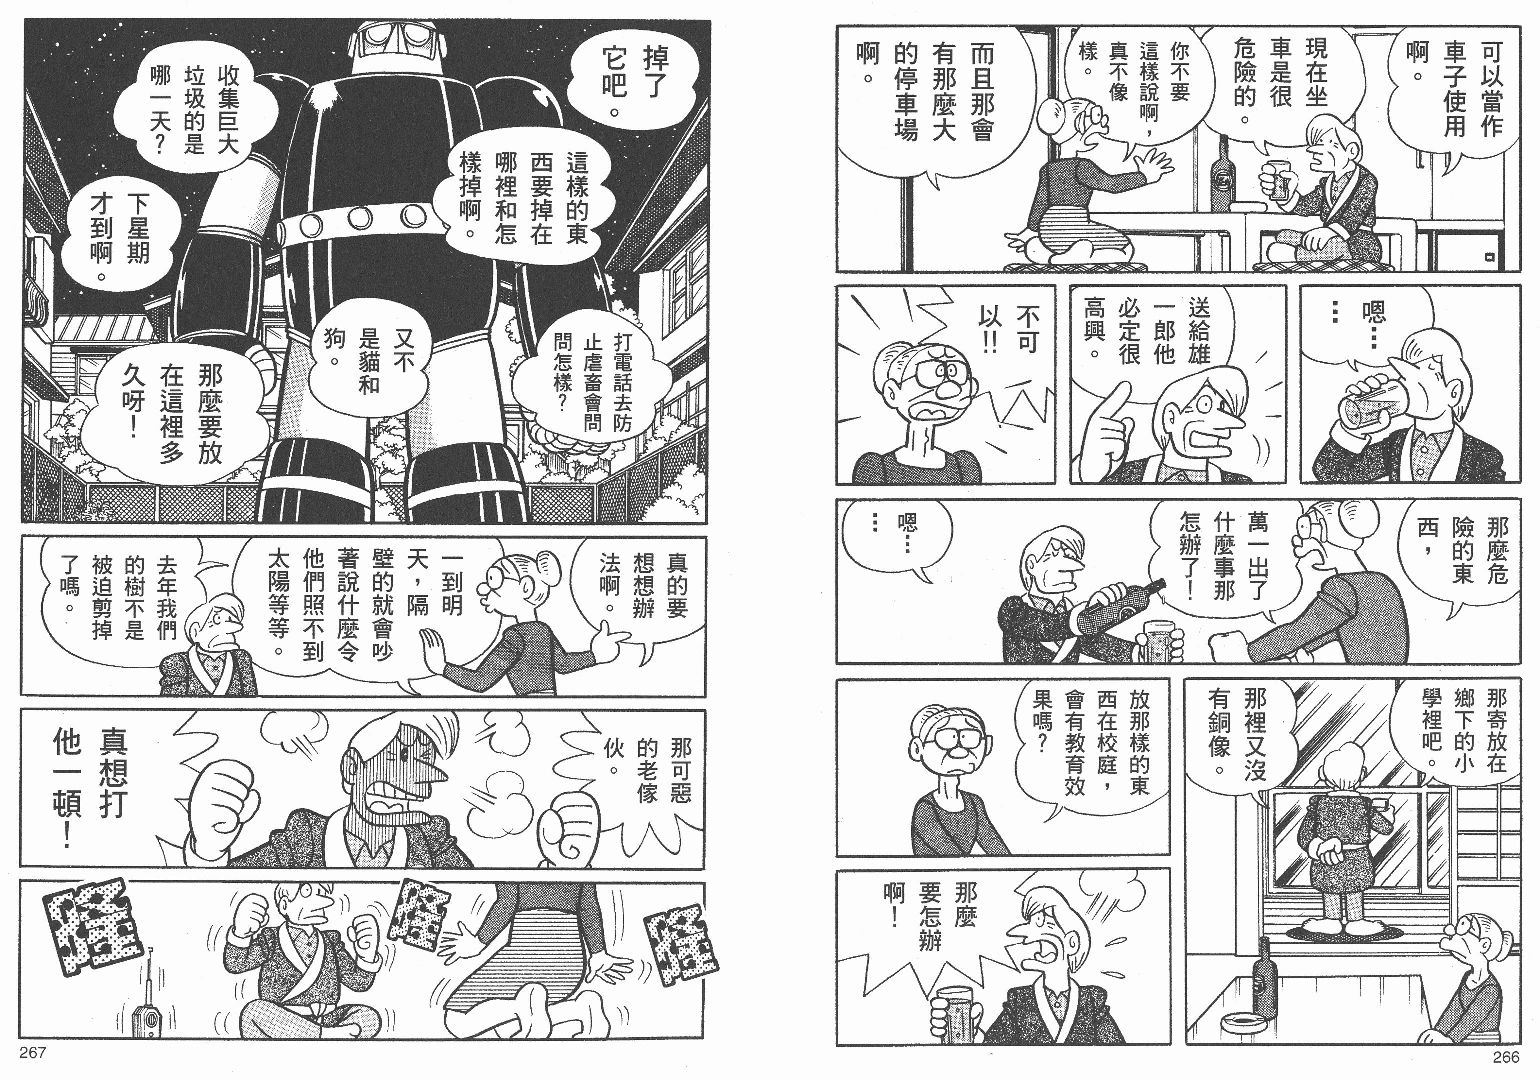 可以當作
車子使用
啊。
現在坐
車是很
危險的。
你不要
這樣說啊，
真不像
樣。
而且那會
有那麼大
的停車場
啊。
嗯⋯
⋯
送給雄
一郎他
必定很
高興。
不可
以!!
那麼危
險的東
西，
萬一出了
什麼事那
怎辦了！
嗯⋯
⋯
那寄放在
鄉下的小
學裡吧。
那裡又沒
有銅像。
放那樣的東
西在校庭，
會有教育效
果嗎？
那麼
要怎辦
啊！
266
掉了
它吧。
這樣的東
西要掉在
哪裡和怎
樣掉啊。
收集巨大
垃圾的是
哪一天？
下星期
才到啊。
打電話去防
止虐畜會問
問怎樣？
又不
是貓和
狗。
那麼要放
在這裡多
久呀！
真的要
想想辦
法啊。
一到明
天，隔
壁的就會吵
著說什麼令
他們照不到
太陽等等。
去年我們
的樹不是
被迫剪掉
了嗎。
那可惡
的老傢
伙。
真想打
他一頓！
267